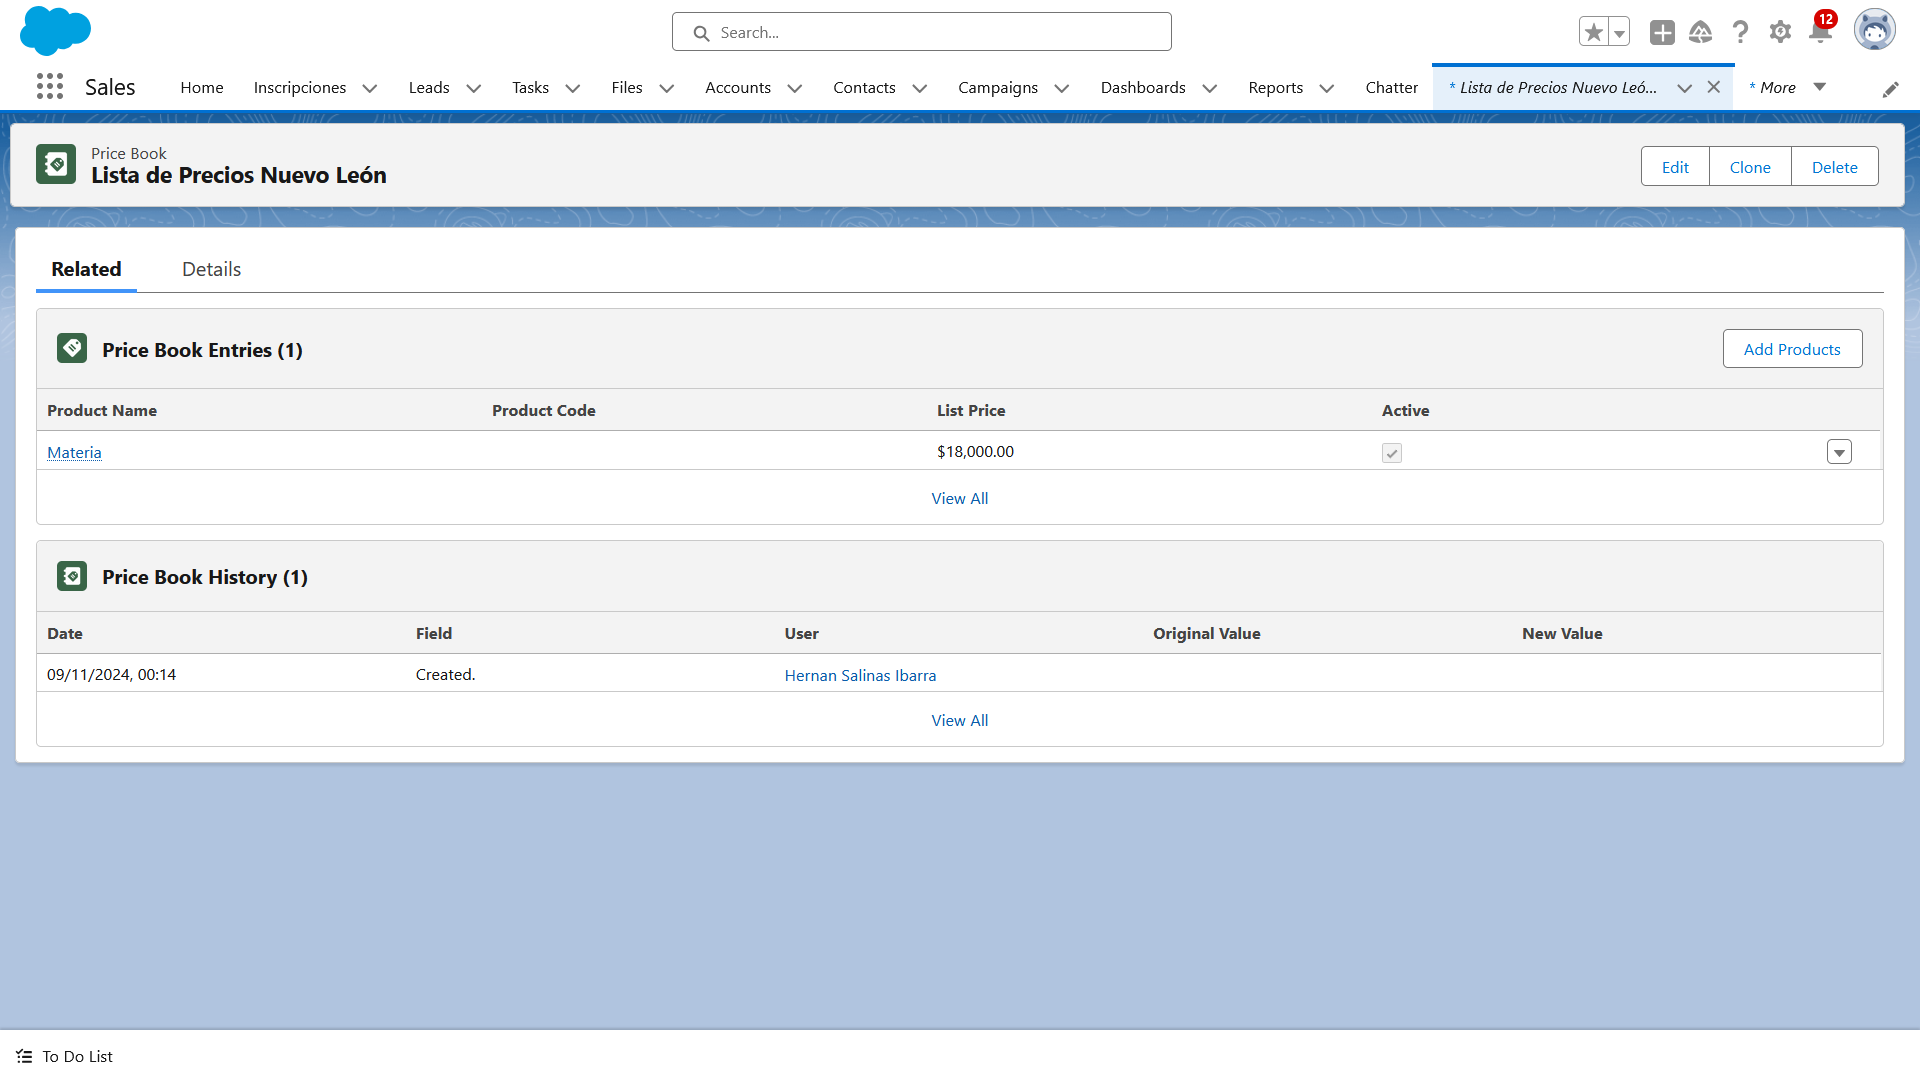 Search...
12
Sales
Home
Inscripciones
Leads
Tasks
Files
Accounts
Contacts
Campaigns
Dashboards
Reports
Chatter
* Lista de Precios Nuevo Leó...
* More
Price Book
Lista de Precios Nuevo León
Edit
Clone
Delete
Related
Details
Price Book Entries (1)
Add Products
Product Name
Product Code
List Price
Active
Materia
$18,000.00
View All
Price Book History (1)
Date
Field
User
Original Value
New Value
09/11/2024, 00:14
Created.
Hernan Salinas Ibarra
View All
To Do List